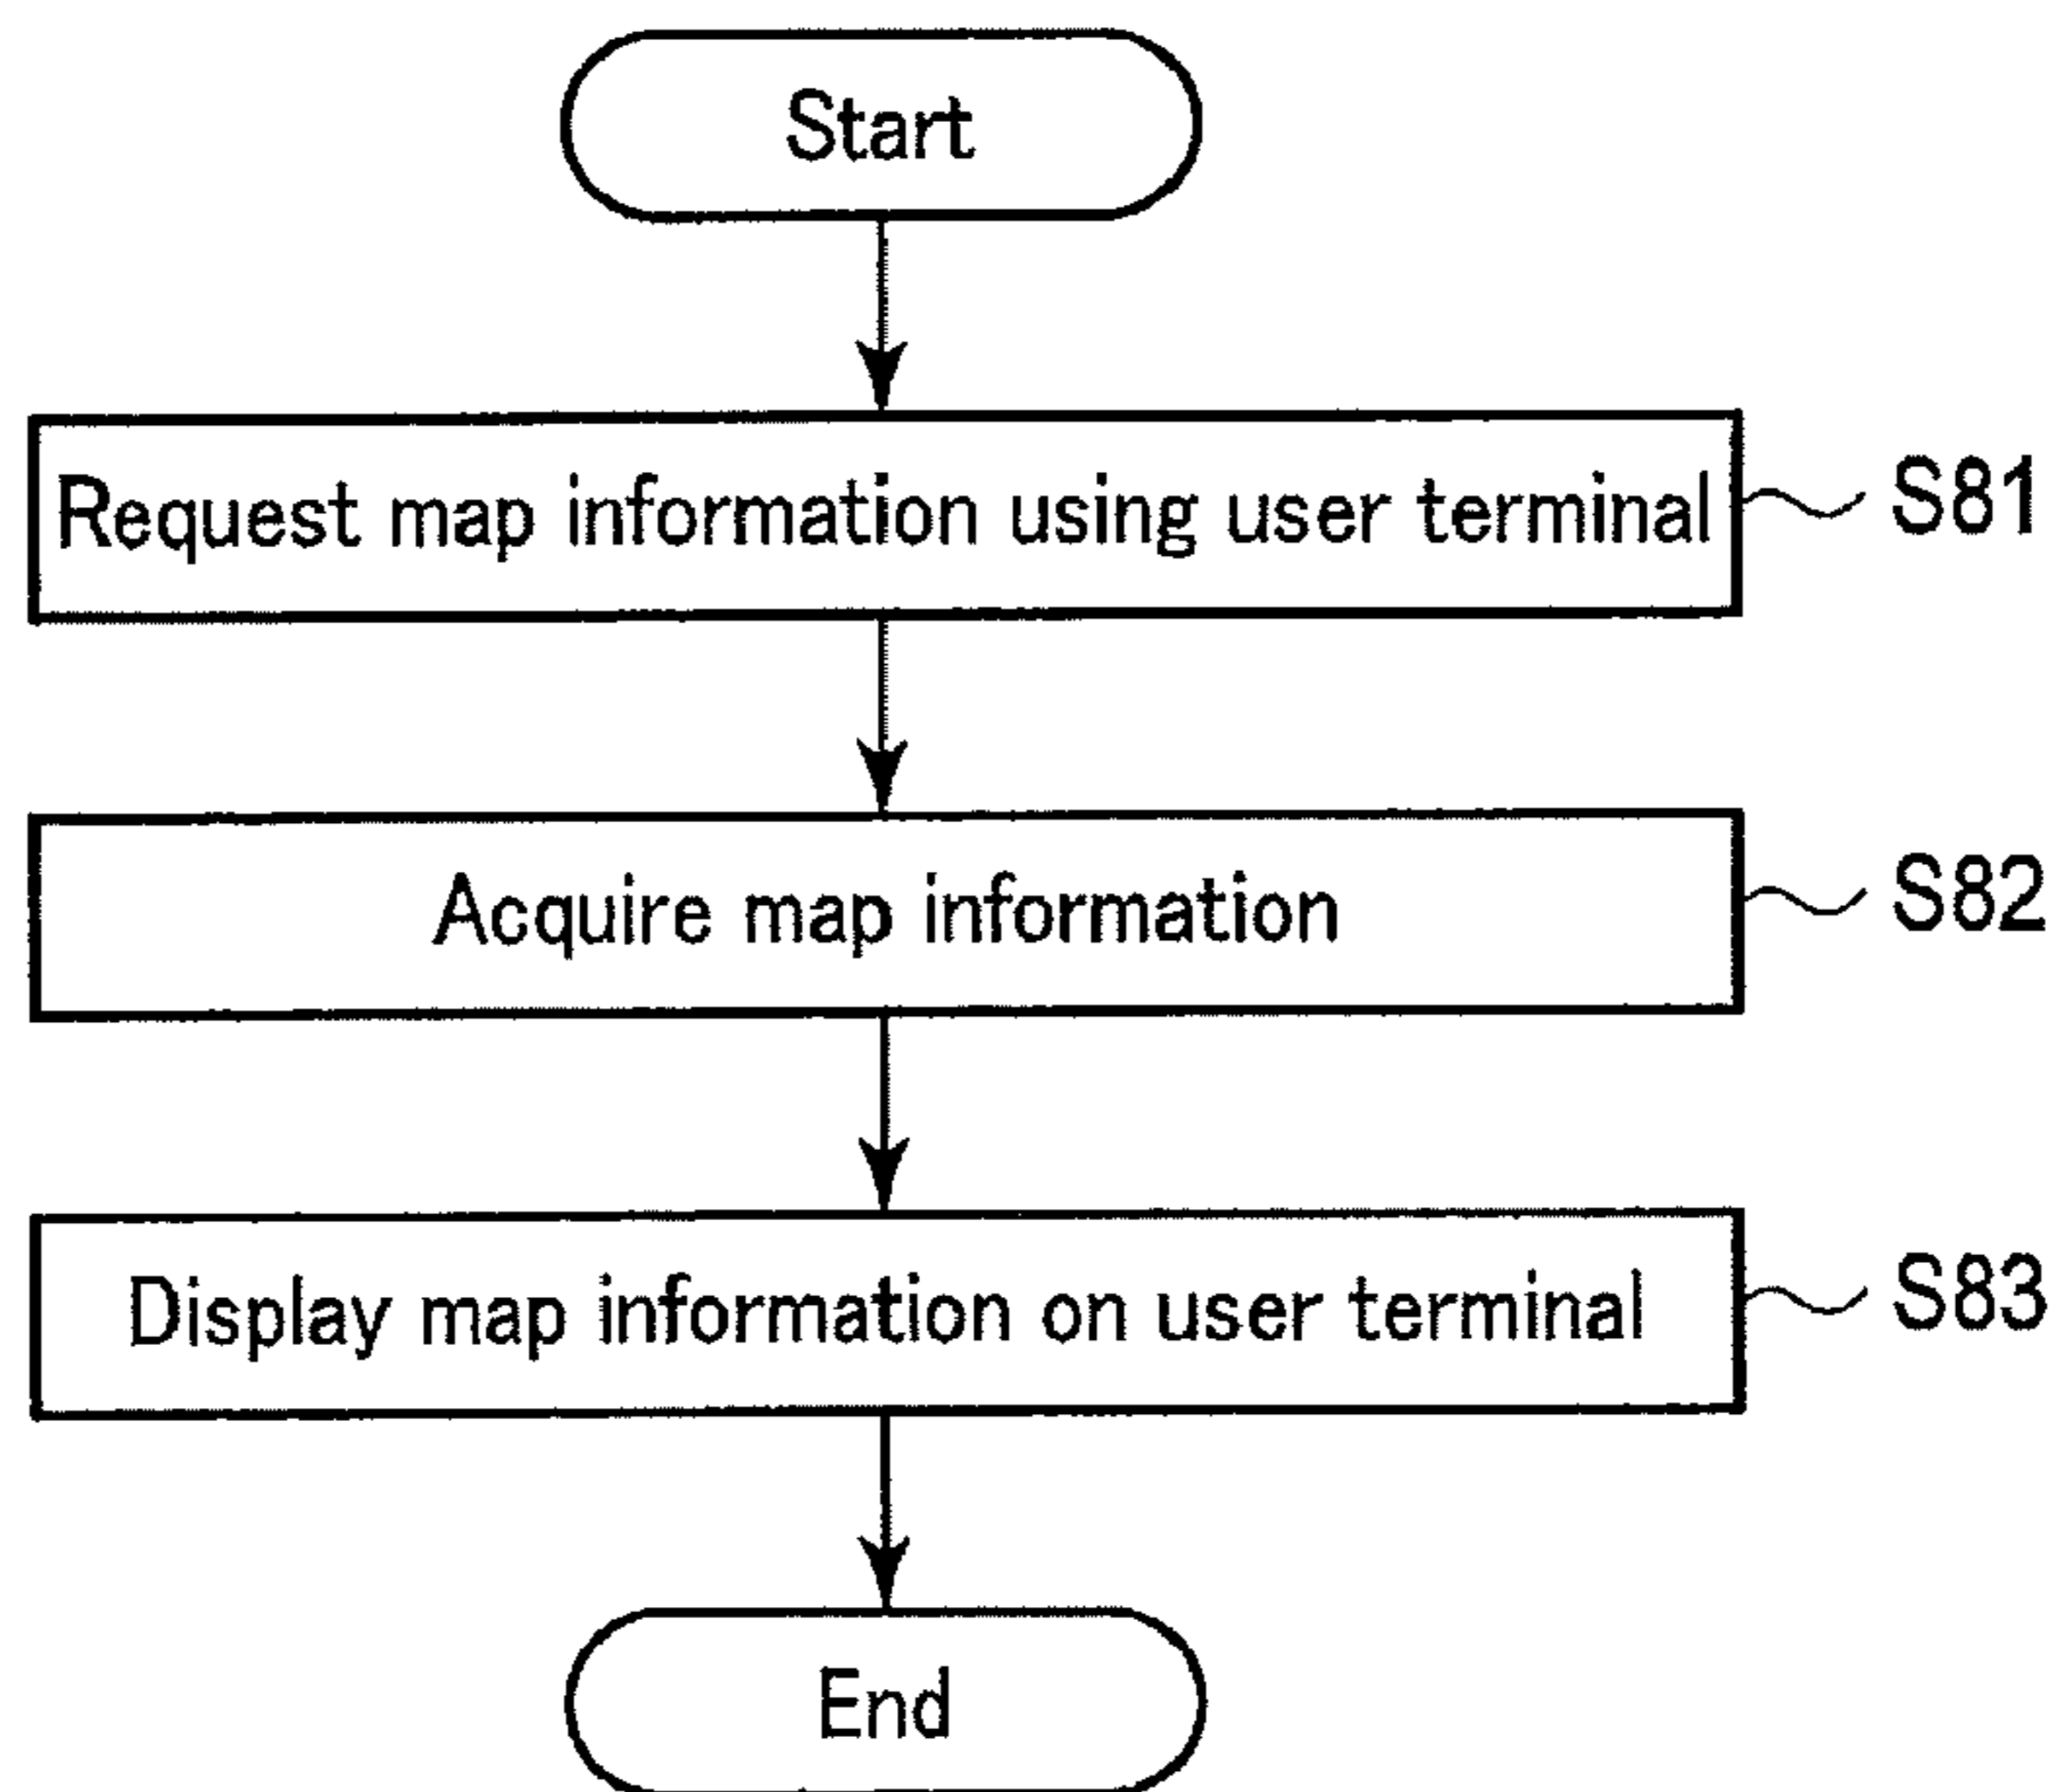 Start
Request map information using user terminal S81
Acquire map information S82
Display map information on user terminal S83
End